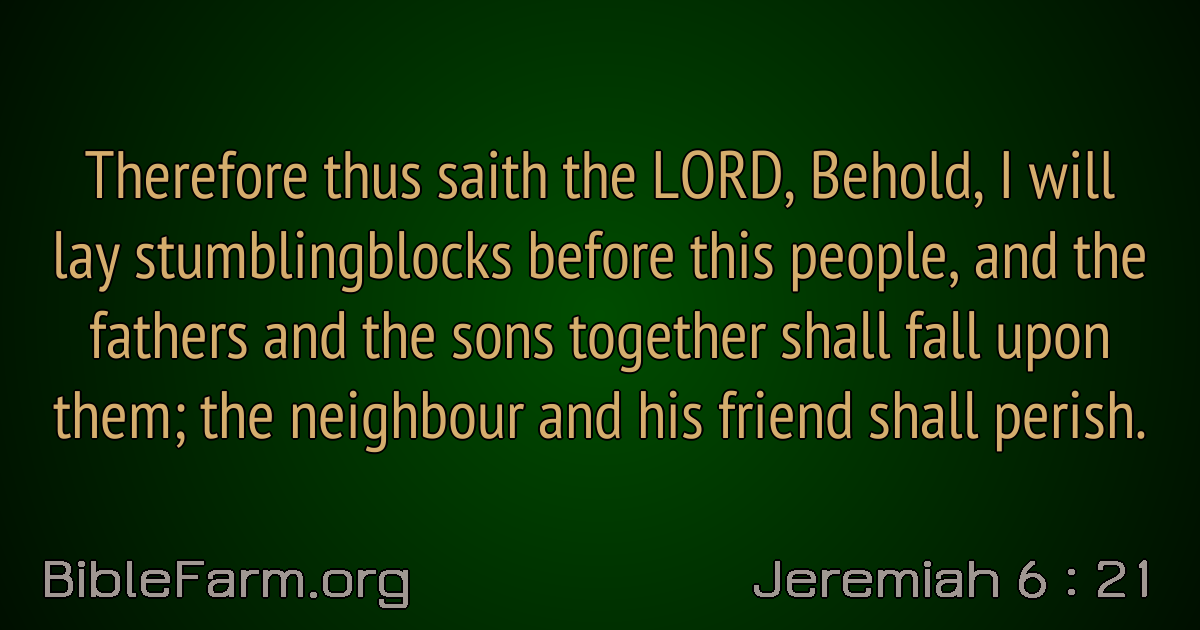 Therefore thus saith the LORD, Behold, I will
lay stumblingblocks before this people, and the
fathers and the sons together shall fall upon
them; the neighbour and his friend shall perish.
BibleFarm.org
Jeremiah 6 : 21